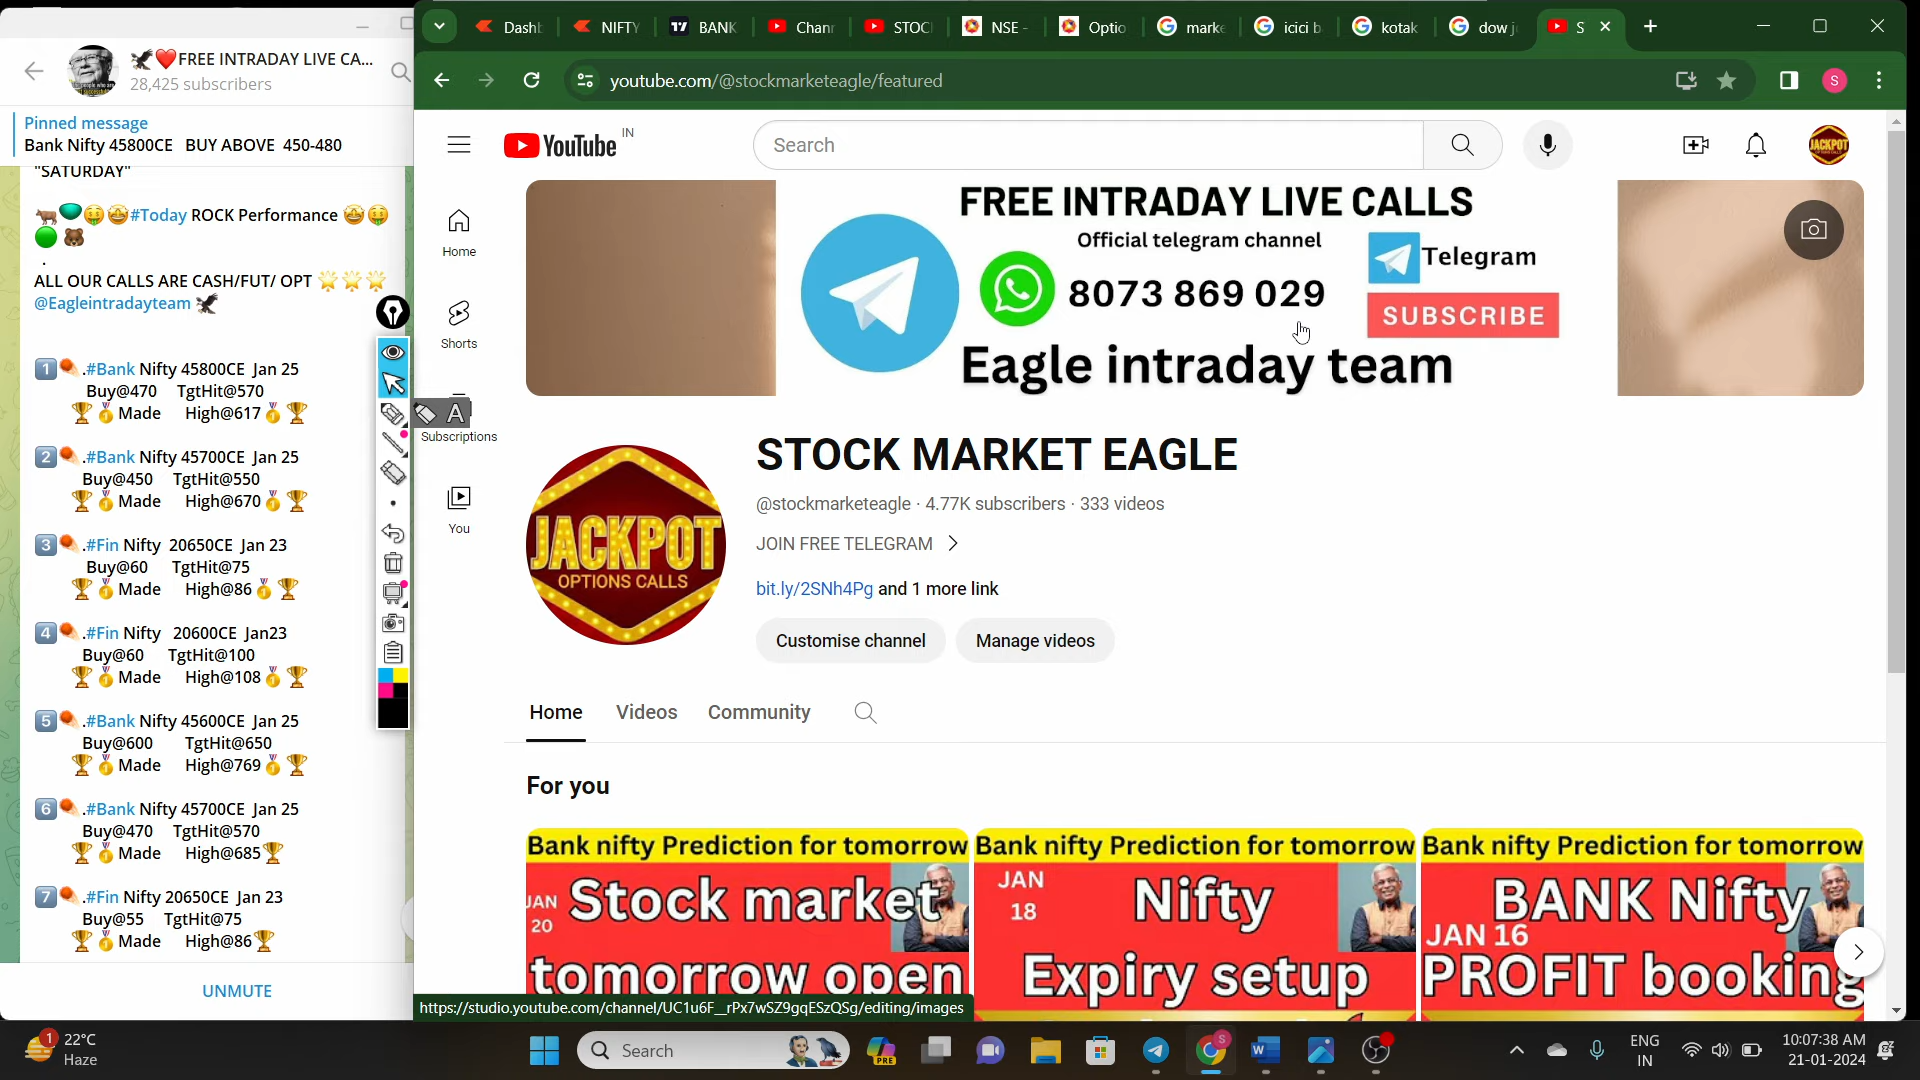 FREE INTRADAY LIVE CA...
28,425 subscribers
Pinned message
Bank Nifty 45800CE BUY ABOVE 450-480
"SATURDAY"
#Today ROCK Performance
.
ALL OUR CALLS ARE CASH/FUT/ OPT
@Eagleintradayteam
1 .#Bank Nifty 45800CE Jan 25
Buy@470 TgtHit@570
Made High@617
2 .#Bank Nifty 45700CE Jan 25
Buy@450 TgtHit@550
Made High@670
3 .#Fin Nifty 20650CE Jan 23
Buy@60 TgtHit@75
Made High@86
4 .#Fin Nifty 20600CE Jan23
Buy@60 TgtHit@100
Made High@108
5 .#Bank Nifty 45600CE Jan 25
Buy@600 TgtHit@650
Made High@769
6 .#Bank Nifty 45700CE Jan 25
Buy@470 TgtHit@570
Made High@685
7 .#Fin Nifty 20650CE Jan 23
Buy@55 TgtHit@75
Made High@86
UNMUTE
Dashb NIFTY BANK Chann STOC NSE - Optio marke icici b kotak dow j S
youtube.com/@stockmarketeagle/featured
YouTube IN
Search
JACKPOT
Home
Shorts
Subscriptions
You
A
FREE INTRADAY LIVE CALLS
Official telegram channel
8073 869 029
Telegram
SUBSCRIBE
Eagle intraday team
JACKPOT
OPTIONS CALLS
STOCK MARKET EAGLE
@stockmarketeagle · 4.77K subscribers · 333 videos
JOIN FREE TELEGRAM
bit.ly/2SNh4Pg and 1 more link
Customise channel Manage videos
Home Videos Community
For you
Bank nifty Prediction for tomorrow
JAN 20
Stock market
tomorrow open
Bank nifty Prediction for tomorrow
JAN 18
Nifty
Expiry setup
Bank nifty Prediction for tomorrow
BANK Nifty
JAN 16
PROFIT booking
https://studio.youtube.com/channel/UC1u6F__rPx7wSZ9gqESzQSg/editing/images
1
22°C
Haze
Search
PRE
S
W
ENG
IN
10:07:38 AM
21-01-2024